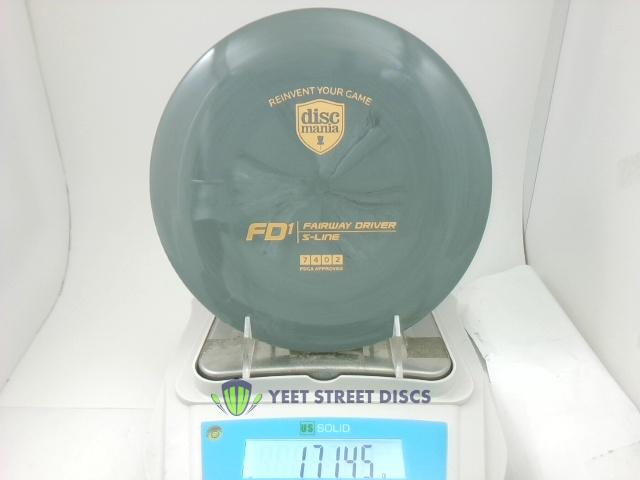 REINVENT YOUR GAME
disc
mania
FD1 FAIRWAY DRIVER
S-LINE
7 4 0 2
PDGA APPROVED
YEET STREET DISCS
US SOLID
171.45 g